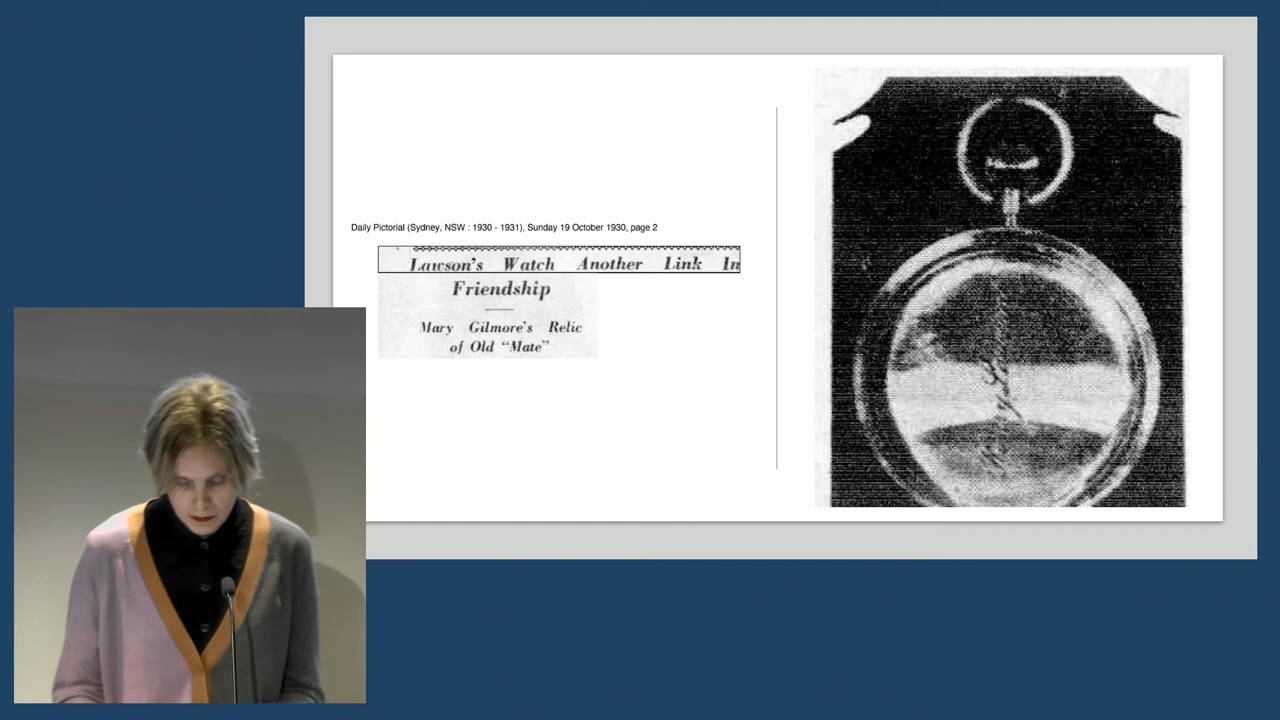 Daily Pictorial (Sydney, NSW : 1930 - 1931), Sunday 19 October 1930, page 2
Lawson's Watch Another Link In
Friendship
Mary Gilmore's Relic
of Old "Mate"